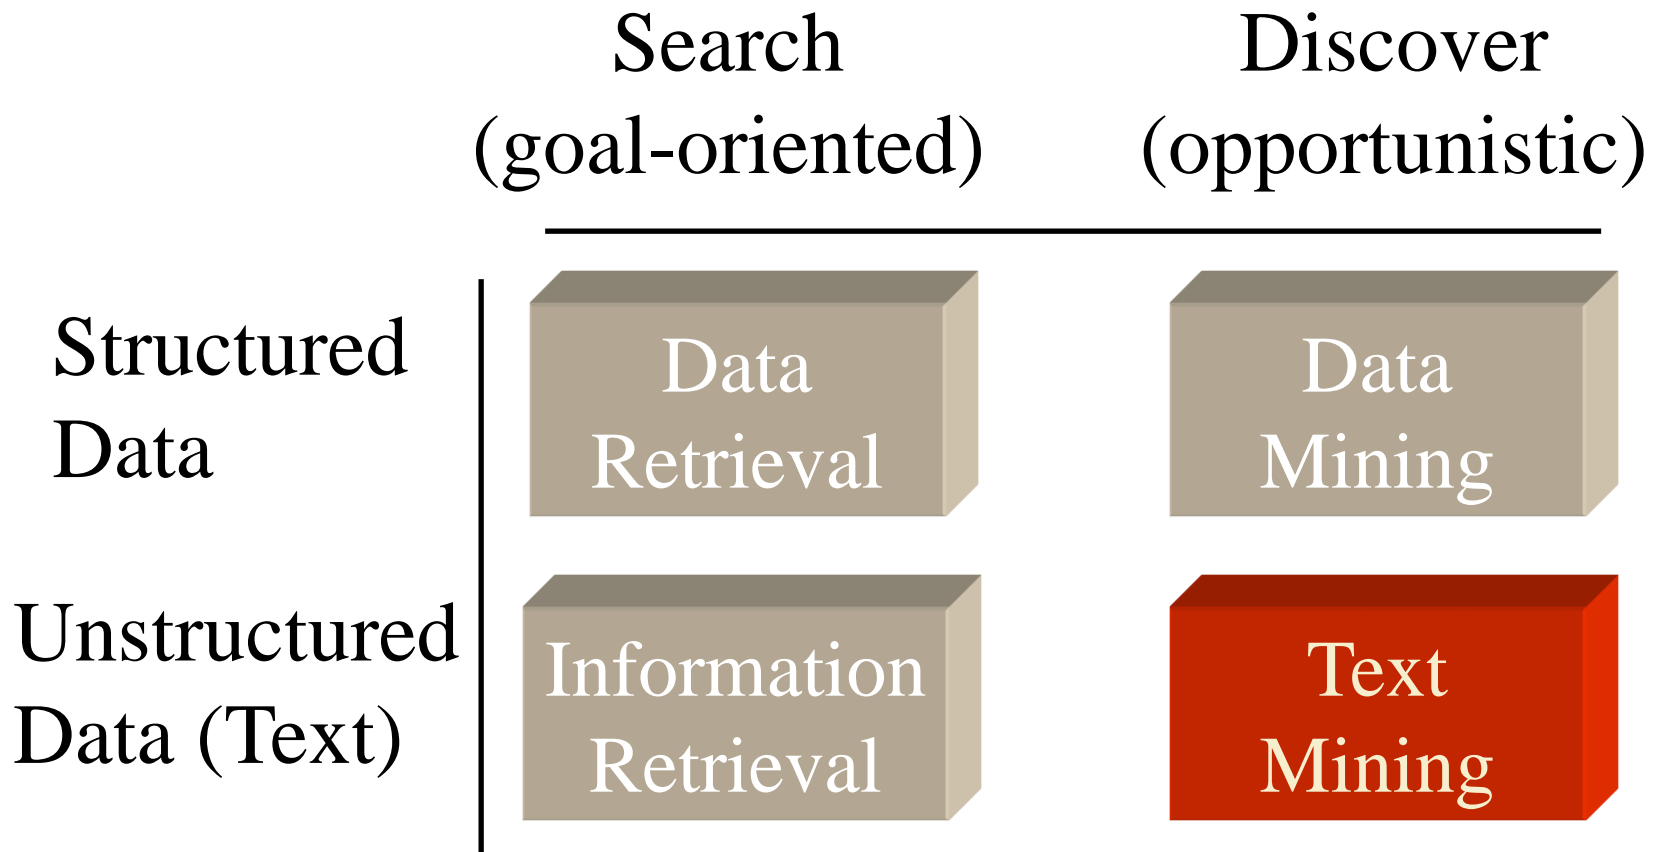 Search
(goal-oriented)
Discover
(opportunistic)
Structured
Data
Data
Retrieval
Data
Mining
Unstructured
Data (Text)
Information
Retrieval
Text
Mining